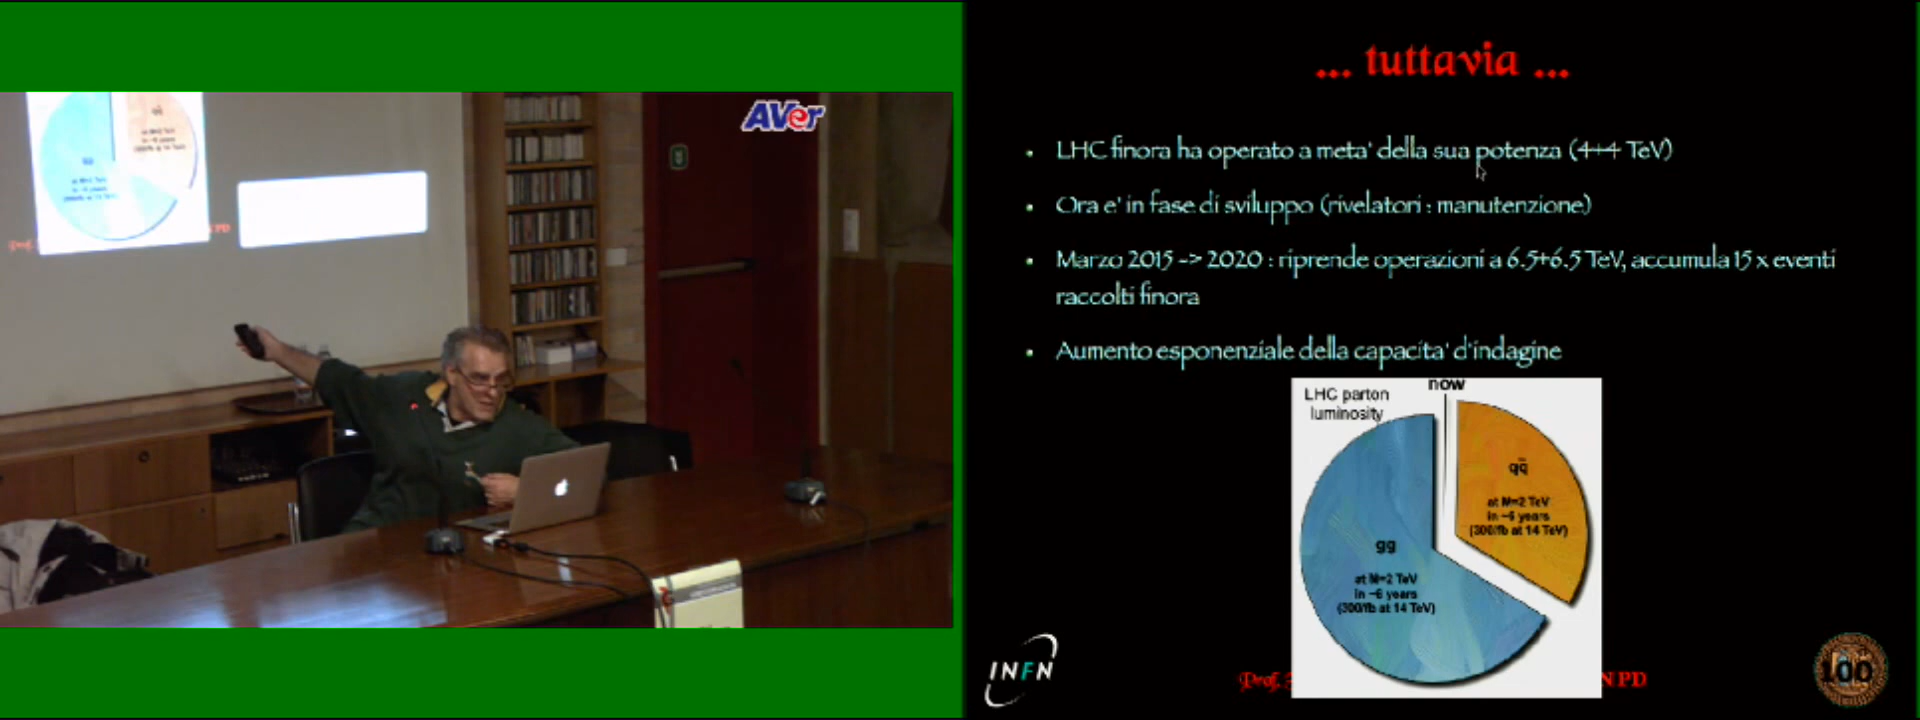 AVer
... tuttavia ...
LHC finora ha operato a meta' della sua potenza (4+4 TeV)
Ora e' in fase di sviluppo (rivelatori : manutenzione)
Marzo 2015 -> 2020 : riprende operazioni a 6.5+6.5 TeV, accumula 15 x eventi
raccolti finora
Aumento esponenziale della capacita' d'indagine
now
LHC parton
luminosity
qq̄
at M=2 TeV
in ~6 years
(300/fb at 14 TeV)
gg
at M=2 TeV
in ~6 years
(300/fb at 14 TeV)
INFN
Prof.
N PD
100